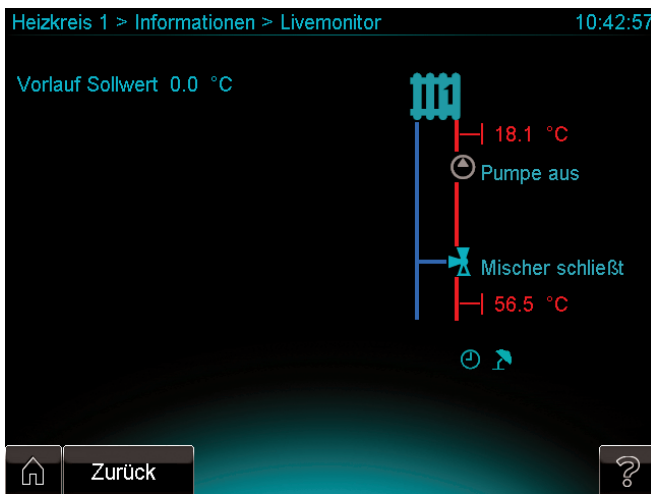 Heizkreis 1 > Informationen > Livemonitor 10:42:57
Vorlauf Sollwert 0.0 °C
1
18.1 °C
Pumpe aus
Mischer schließt
56.5 °C
Zurück
?